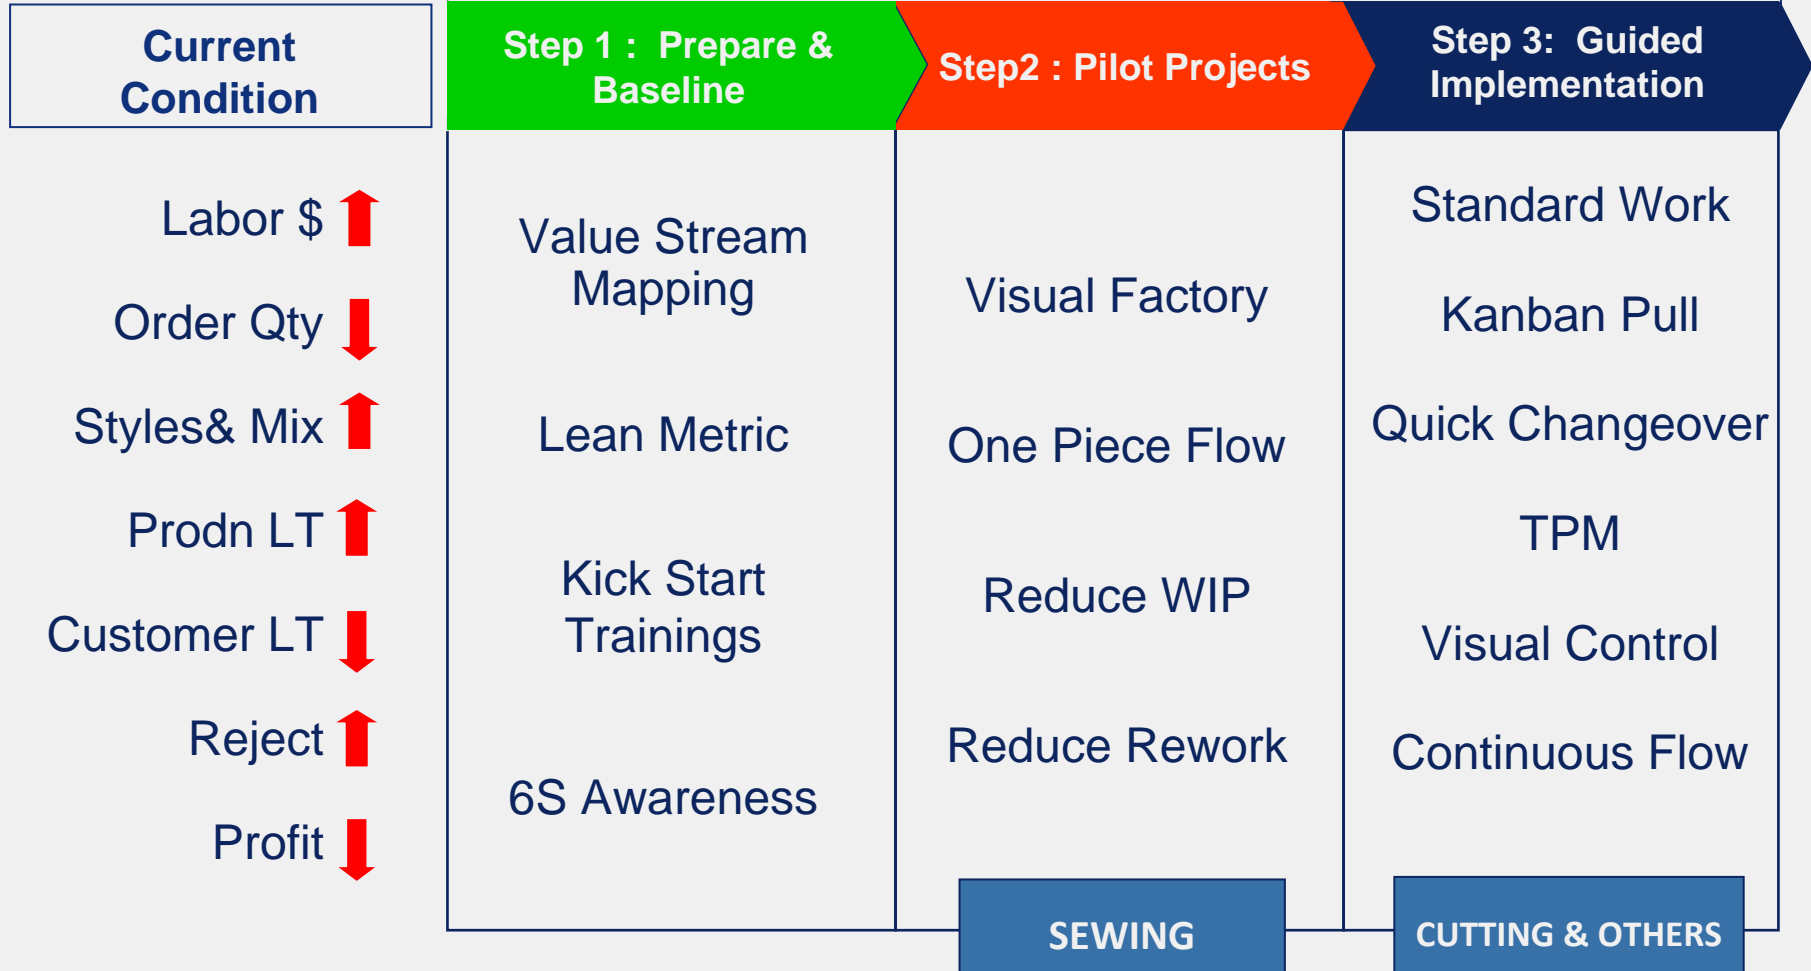 Current
Condition
Step 1 :  Prepare &
Baseline
Step2 : Pilot Projects
Step 3:  Guided
Implementation
Labor $
Order Qty
Styles& Mix
Prodn LT
Customer LT
Reject
Profit
Value Stream
Mapping
Lean Metric
Kick Start
Trainings
6S Awareness
Visual Factory
One Piece Flow
Reduce WIP
Reduce Rework
SEWING
Standard Work
Kanban Pull
Quick Changeover
TPM
Visual Control
Continuous Flow
CUTTING & OTHERS